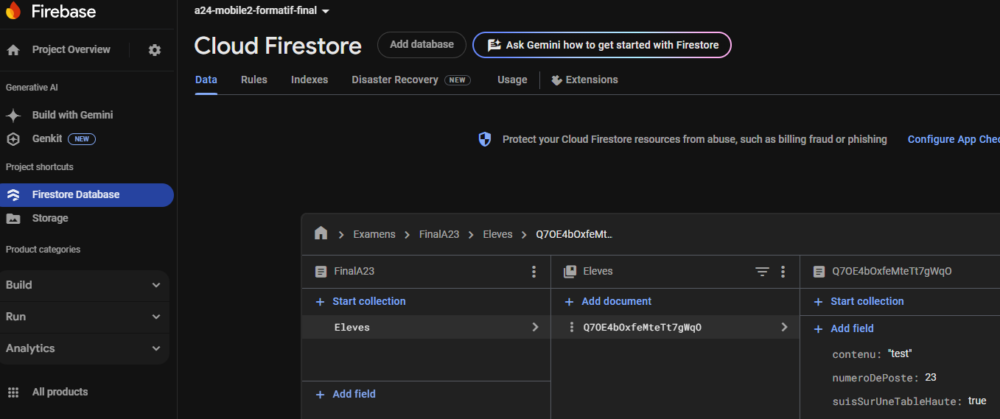 Firebase
a24-mobile2-formatif-final
Project Overview
Cloud Firestore
Add database
Ask Gemini how to get started with Firestore
Data
Rules
Indexes
Disaster Recovery NEW
Usage
Extensions
Generative AI
Build with Gemini
Genkit NEW
Project shortcuts
Firestore Database
Storage
Product categories
Build
Run
Analytics
All products
Protect your Cloud Firestore resources from abuse, such as billing fraud or phishing
Configure App Chec
Examens > FinalA23 > Eleves > Q7OE4bOxfeMt..
FinalA23
+ Start collection
Eleves
+ Add field
Eleves
+ Add document
Q7OE4bOxfeMteTt7gWqO
Q7OE4bOxfeMteTt7gWqO
+ Start collection
+ Add field
contenu: "test"
numeroDePoste: 23
suisSurUneTableHaute: true